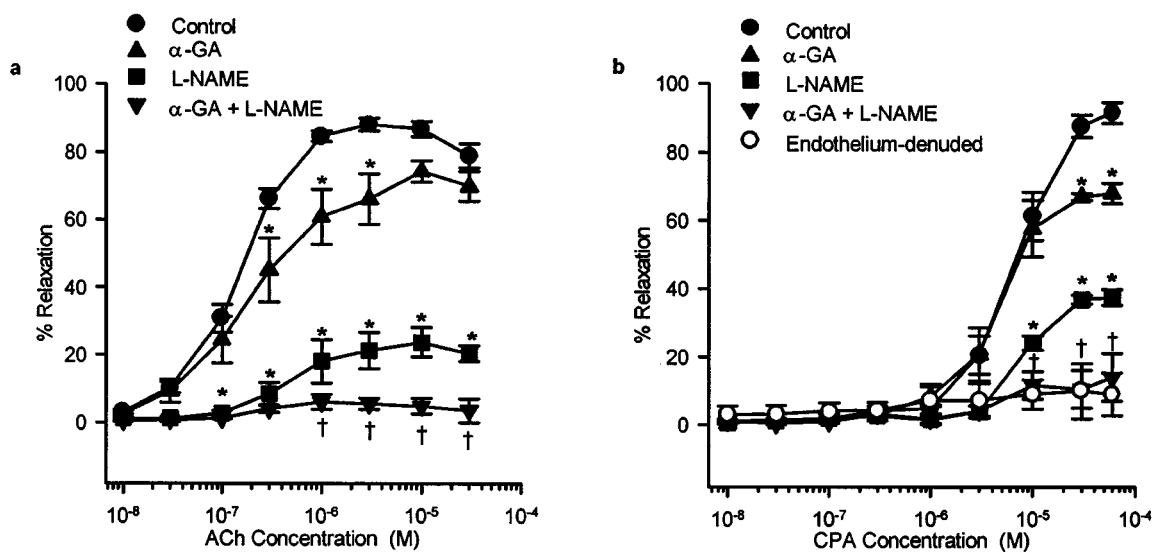 a
Control
α-GA
L-NAME
α-GA + L-NAME
% Relaxation
100
80
60
40
20
0
* * * * * * * * *
† † † †
10⁻⁸ 10⁻⁷ 10⁻⁶ 10⁻⁵ 10⁻⁴
ACh Concentration (M)
b
Control
α-GA
L-NAME
α-GA + L-NAME
Endothelium-denuded
% Relaxation
100
80
60
40
20
0
* * * * *
† † †
10⁻⁸ 10⁻⁷ 10⁻⁶ 10⁻⁵ 10⁻⁴
CPA Concentration (M)